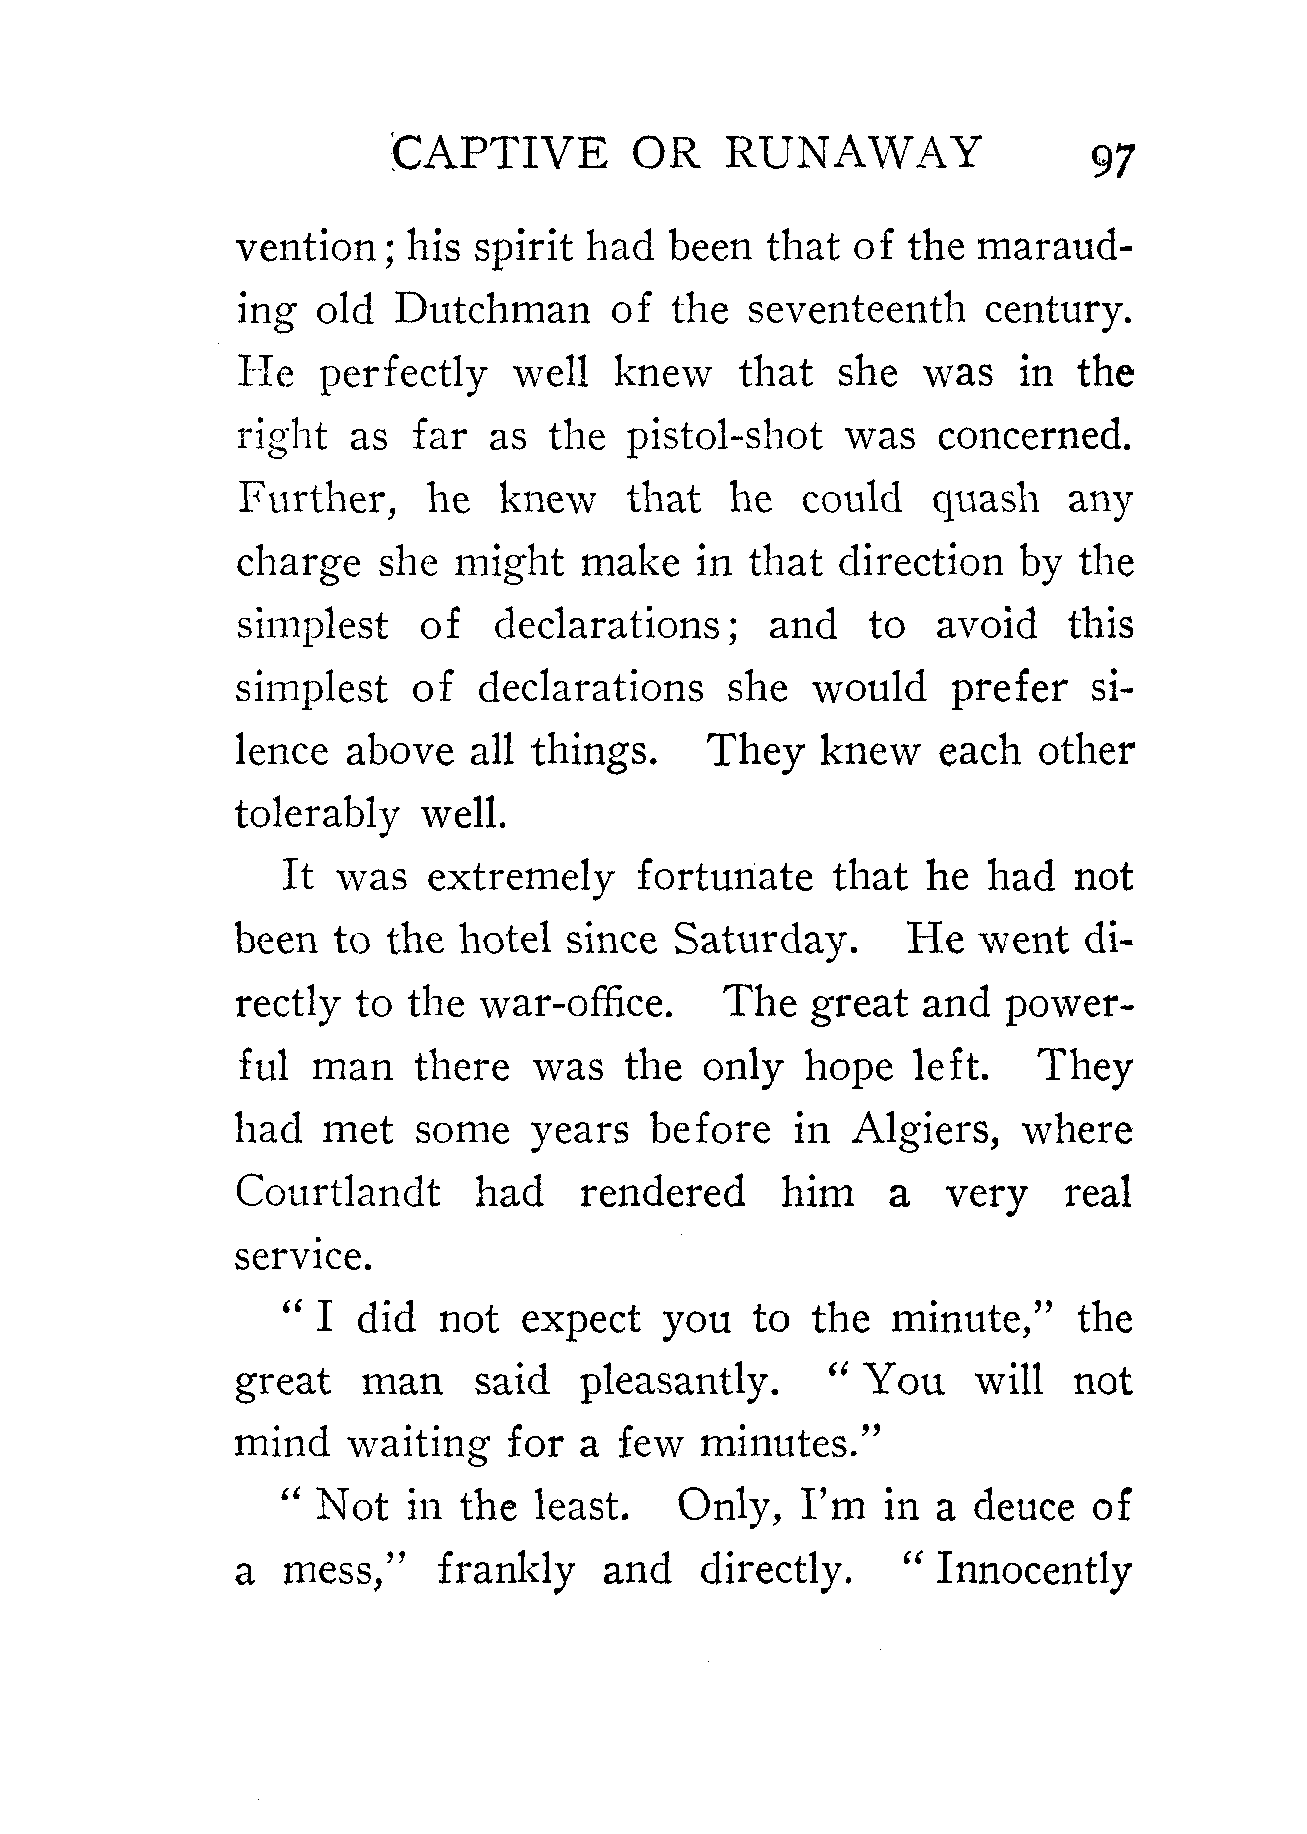 CAPTIVE OR RUNAWAY 97
vention; his spirit had been that of the maraud-
ing old Dutchman of the seventeenth century.
He perfectly well knew that she was in the
right as far as the pistol-shot was concerned.
Further, he knew that he could quash any
charge she might make in that direction by the
simplest of declarations; and to avoid this
simplest of declarations she would prefer si-
lence above all things. They knew each other
tolerably well.
It was extremely fortunate that he had not
been to the hotel since Saturday. He went di-
rectly to the war-office. The great and power-
ful man there was the only hope left. They
had met some years before in Algiers, where
Courtlandt had rendered him a very real
service.
“I did not expect you to the minute,” the
great man said pleasantly. “You will not
mind waiting for a few minutes.”
“Not in the least. Only, I’m in a deuce of
a mess,” frankly and directly. “Innocently